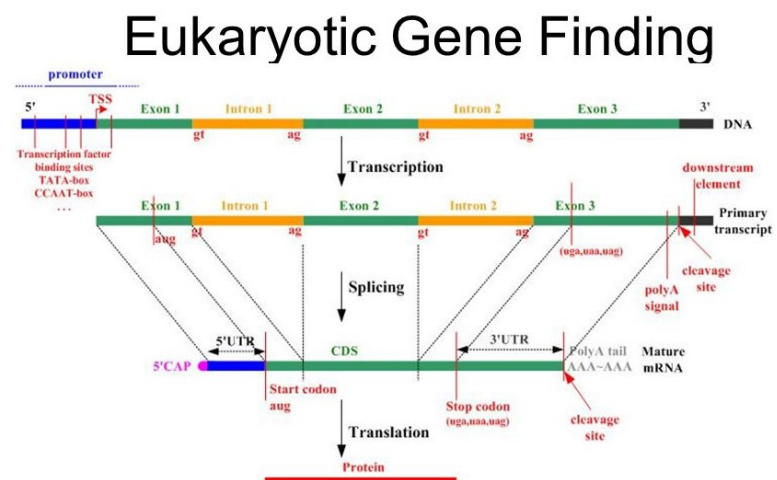 Eukaryotic Gene Finding
promoter
5'
TSS
Exon 1
Intron 1
Exon 2
Intron 2
Exon 3
3'
DNA
gt
ag
gt
ag
Transcription factor
binding sites
TATA-box
CCAAT-box
...
Transcription
downstream
element
Exon 1
Intron 1
Exon 2
Intron 2
Exon 3
Primary
transcript
aug
gt
ag
gt
ag
(uga,uaa,uag)
polyA
signal
cleavage
site
Splicing
5'UTR
CDS
3'UTR
PolyA tail
AAA~AAA
Mature
mRNA
5'CAP
Start codon
aug
Stop codon
(uga,uaa,uag)
cleavage
site
Translation
Protein